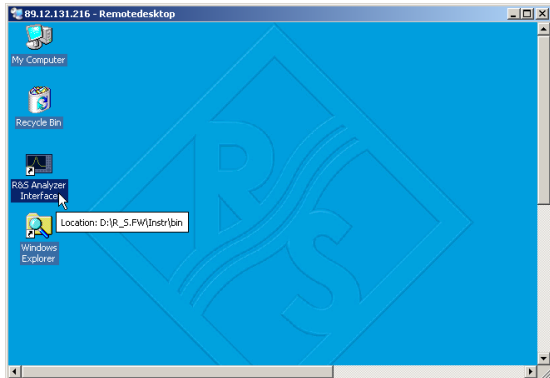 89.12.131.216 - Remotedesktop
My Computer
Recycle Bin
R&S Analyzer
Interface
Location: D:\R_S.FW\Instr\bin
Windows
Explorer